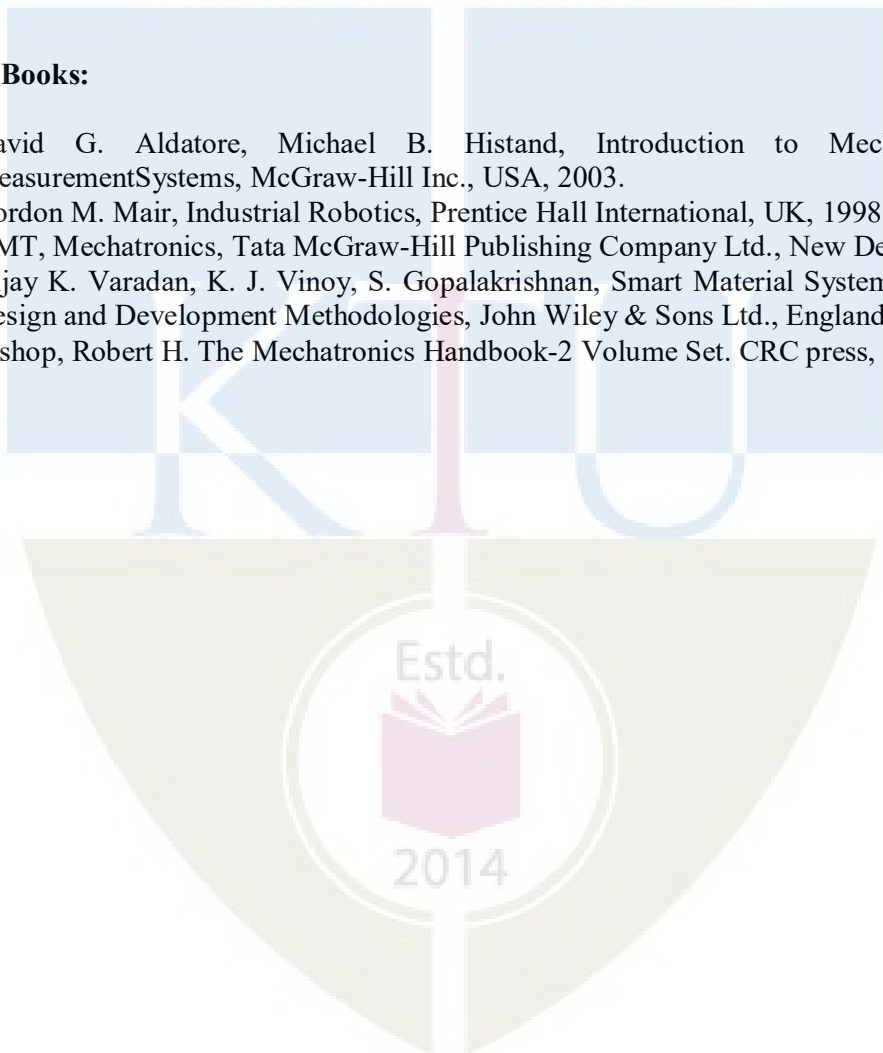 Books:
avid G. Aldatore, Michael B. Histand, Introduction to Mec
easurementSystems, McGraw-Hill Inc., USA, 2003.
ordon M. Mair, Industrial Robotics, Prentice Hall International, UK, 1998
MT, Mechatronics, Tata McGraw-Hill Publishing Company Ltd., New De
jay K. Varadan, K. J. Vinoy, S. Gopalakrishnan, Smart Material System
esign and Development Methodologies, John Wiley & Sons Ltd., England
shop, Robert H. The Mechatronics Handbook-2 Volume Set. CRC press,
KTU
Estd.
2014